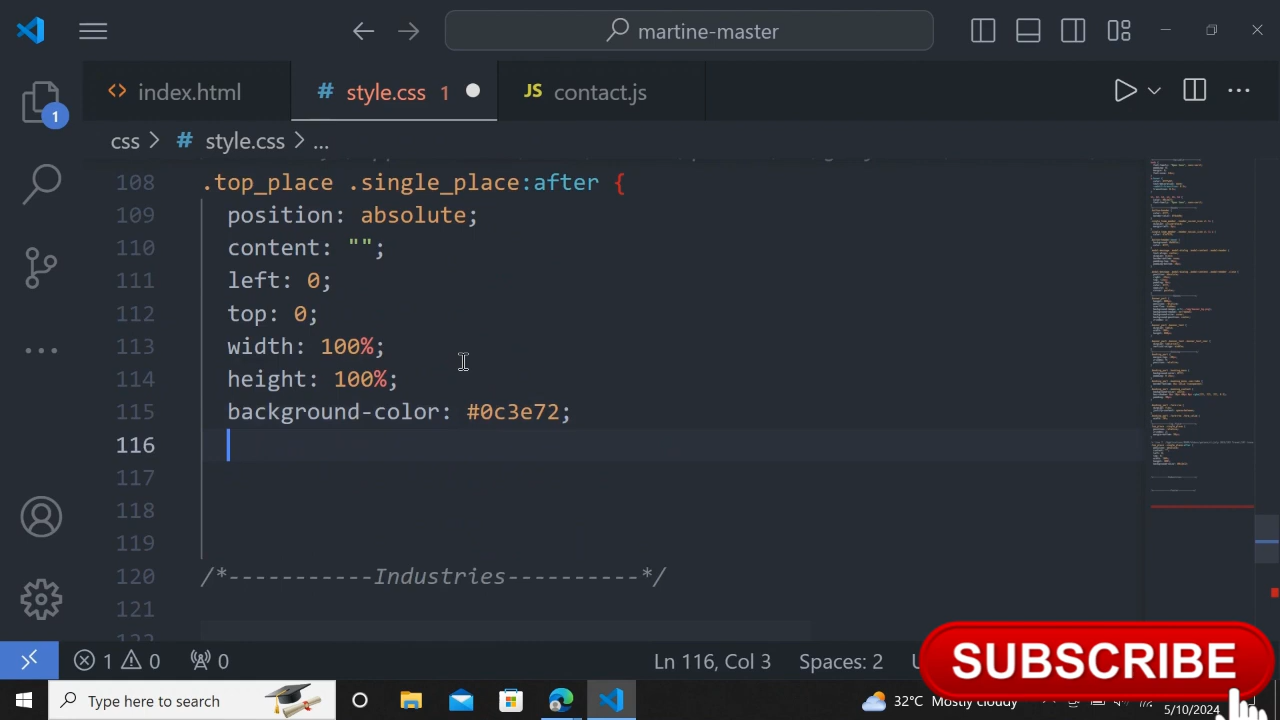 martine-master
index.html
# style.css 1
JS contact.js
1
css > # style.css > ...
108 .top_place .single_place:after {
109 position: absolute;
110 content: "";
111 left: 0;
112 top: 0;
113 width: 100%;
114 height: 100%;
115 background-color: #0c3e72;
116
117
118
119
120 /*-----------Industries----------*/
121
0 1 0 0
Ln 116, Col 3
Spaces: 2
SUBSCRIBE
Type here to search
32°C Mostly cloudy
5/10/2024